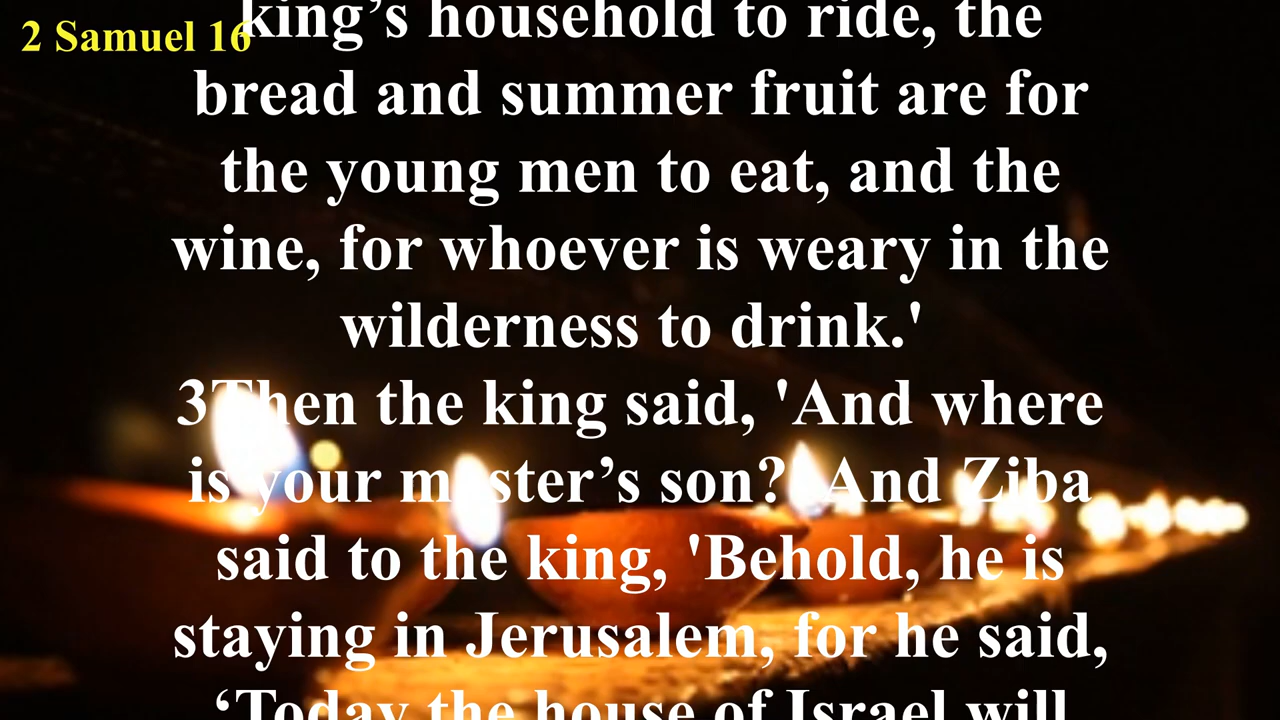 2 Samuel 16
king’s household to ride, the
bread and summer fruit are for
the young men to eat, and the
wine, for whoever is weary in the
wilderness to drink.'
3Then the king said, 'And where
is your master’s son?' And Ziba
said to the king, 'Behold, he is
staying in Jerusalem, for he said,
‘Today the house of Israel will